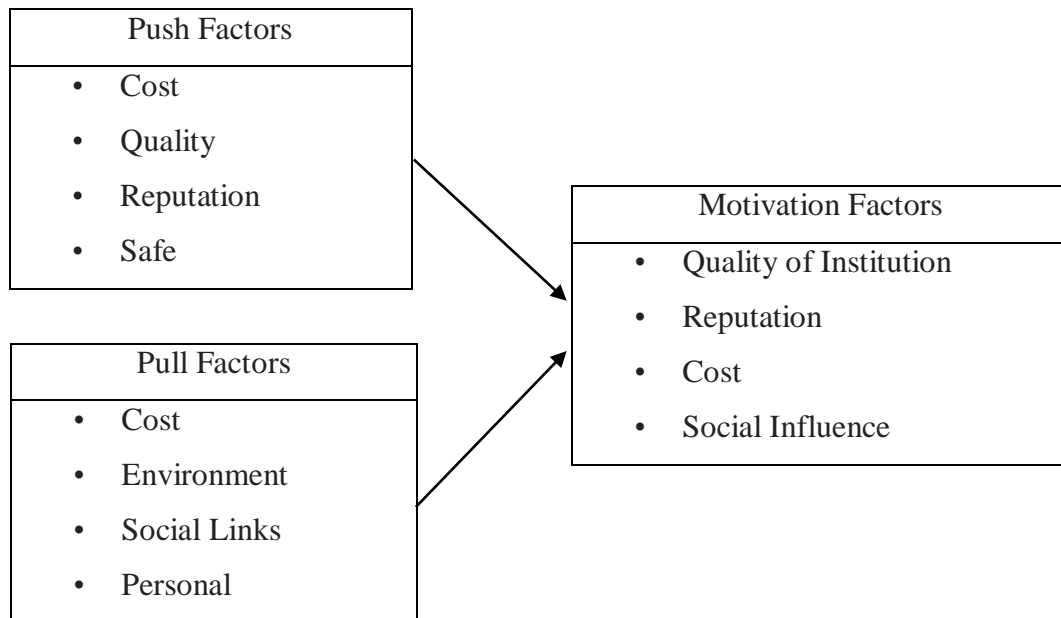 Push Factors
• Cost
• Quality
• Reputation
• Safe
Pull Factors
• Cost
• Environment
• Social Links
• Personal
Motivation Factors
• Quality of Institution
• Reputation
• Cost
• Social Influence